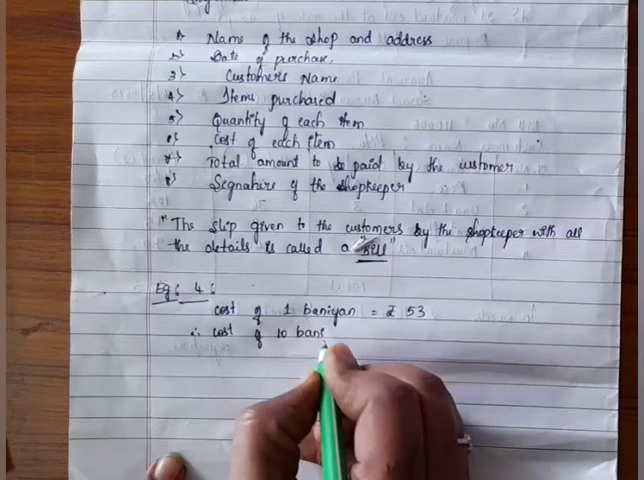 1> Name of the shop and address
2> Date of purchase.
3> Customers Name
4> Items purchased
5> Quantity of each item
6> Cost of each item
7> Total amount to be paid by the customer
8> Segnature of the shopkeeper
"The slip given to the customers by the shopkeeper with all
the details is called a "Bill"
Eg: 4:
cost of 1 baniyan = ₹ 53
∴ cost of 10 bani